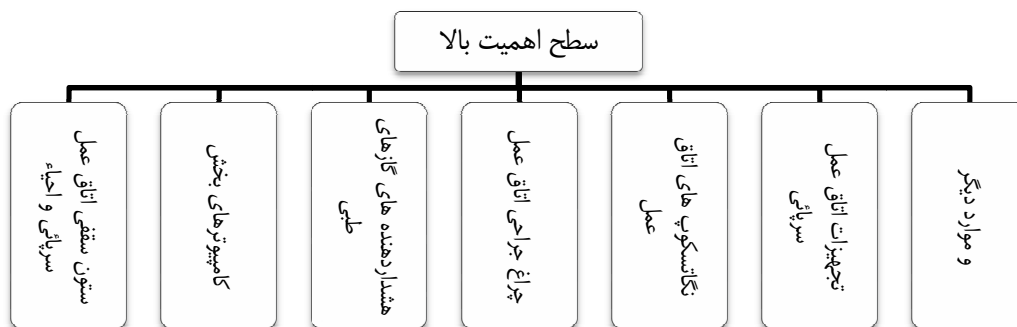 سطح اهمیت بالا
ستون سقفی اتاق عمل
سرپائی و احیاء
کامپیوترهای بخش
هشداردهنده های گازهای
طبی
چراغ جراحی اتاق عمل
نگاتسکوپ های اتاق
عمل
تجهیزات اتاق عمل
سرپائی
و موارد دیگر